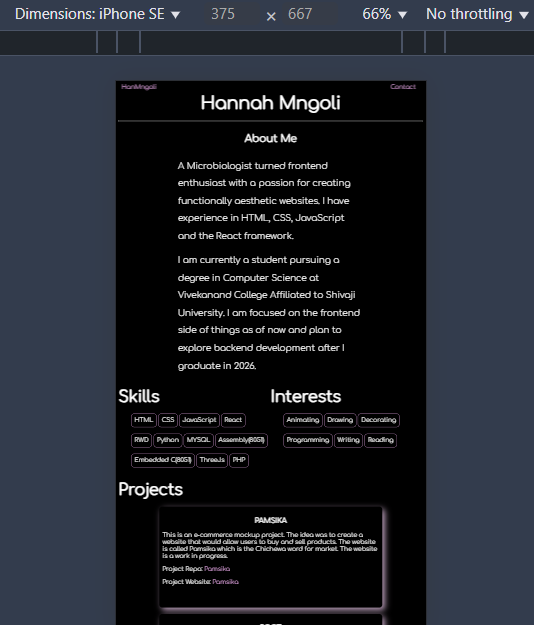 Dimensions: iPhone SE ▼ 375 × 667 66% ▼ No throttling ▼
HanMngoli Contact
Hannah Mngoli
About Me
A Microbiologist turned frontend
enthusiast with a passion for creating
functionally aesthetic websites. I have
experience in HTML, CSS, JavaScript
and the React framework.
I am currently a student pursuing a
degree in Computer Science at
Vivekanand College Affiliated to Shivaji
University. I am focused on the frontend
side of things as of now and plan to
explore backend development after I
graduate in 2026.
Skills Interests
HTML CSS JavaScript React Animating Drawing Decorating
RWD Python MYSQL Assembly(8051) Programming Writing Reading
Embedded C(8051) ThreeJs PHP
Projects
PAMSIKA
This is an e-commerce mockup project. The idea was to create a
website that would allow users to buy and sell products. The website
is called Pamsika which is the Chichewa word for market. The website
is a work in progress.
Project Repo: Pamsika
Project Website: Pamsika